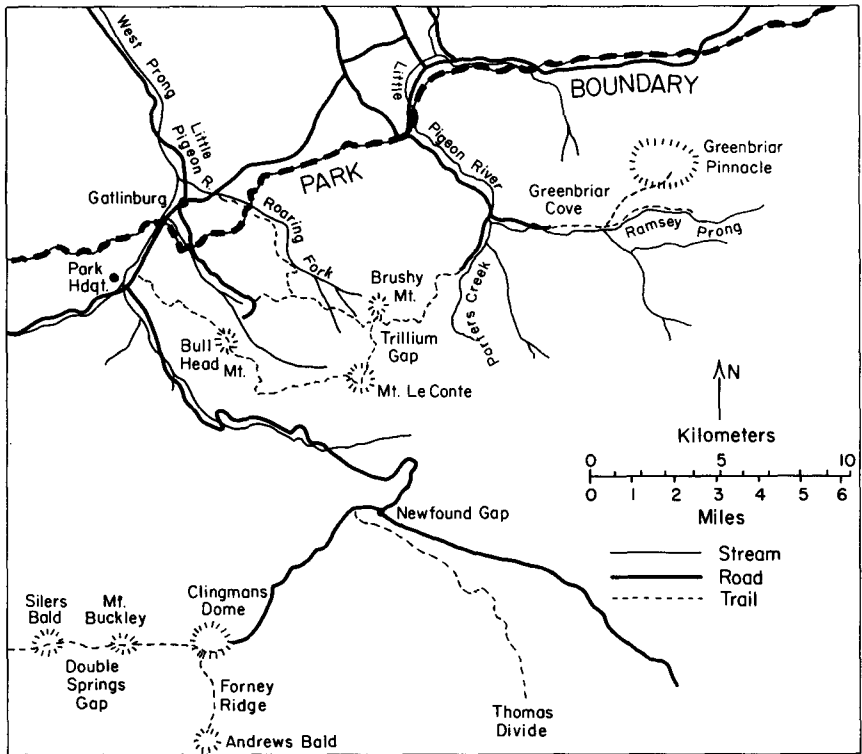 West Prong
Little
Pigeon R.
Little
Pigeon River
BOUNDARY
PARK
Greenbriar
Pinnacle
Greenbriar
Cove
Ramsey Prong
Gatlinburg
Roaring
Fork
Park
Hdqt.
Brushy
Mt.
Porters Creek
Trillium
Gap
Bull
Head
Mt.
Mt. Le Conte
N
Kilometers
0 5 10
0 1 2 3 4 5 6
Miles
Stream
Road
Trail
Newfound Gap
Silers
Bald
Mt.
Buckley
Clingmans
Dome
Double
Springs
Gap
Forney
Ridge
Andrews Bald
Thomas
Divide